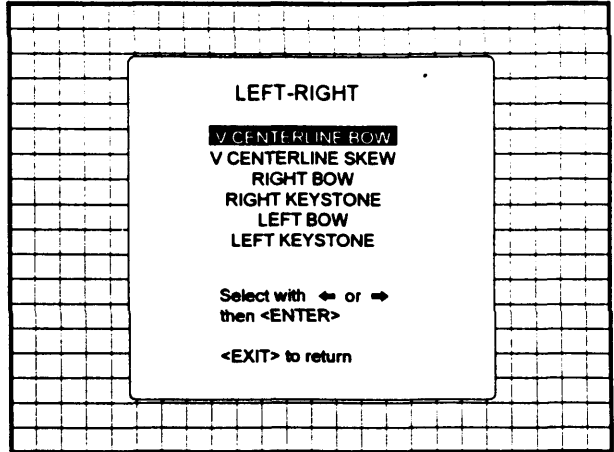 LEFT-RIGHT
V CENTERLINE BOW
V CENTERLINE SKEW
RIGHT BOW
RIGHT KEYSTONE
LEFT BOW
LEFT KEYSTONE
Select with ⬅ or ➡
then <ENTER>
<EXIT> to return